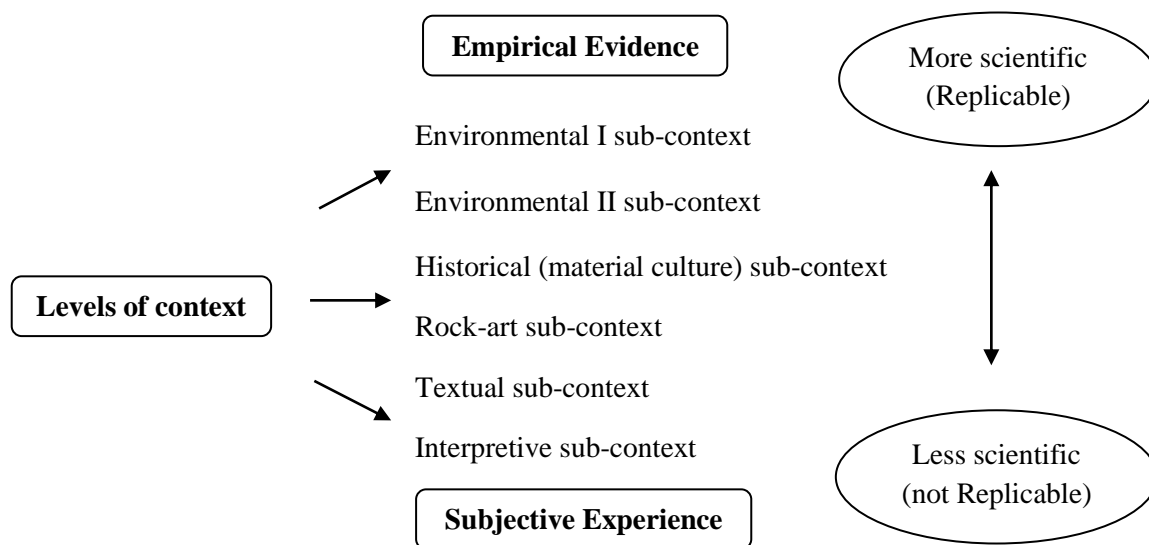 Empirical Evidence
More scientific
(Replicable)
Environmental I sub-context
Environmental II sub-context
Historical (material culture) sub-context
Levels of context
Rock-art sub-context
Textual sub-context
Interpretive sub-context
Less scientific
(not Replicable)
Subjective Experience